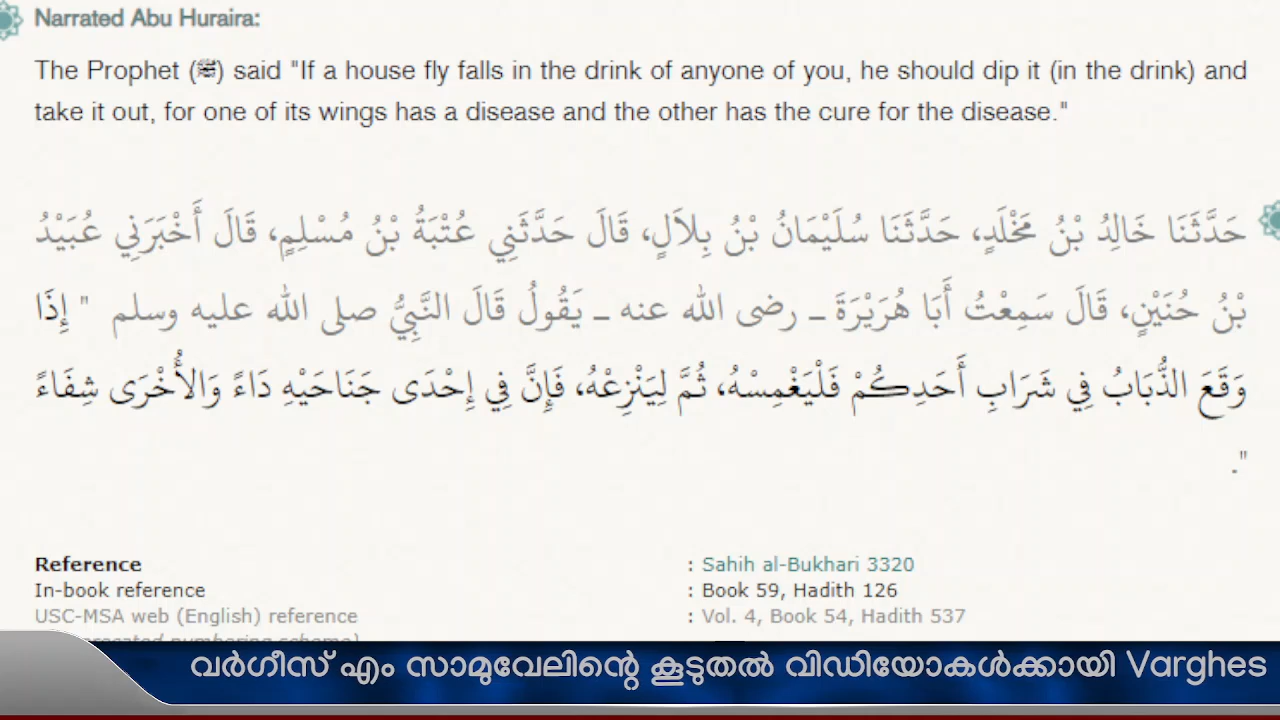 Narrated Abu Huraira:
The Prophet (ﷺ) said "If a house fly falls in the drink of anyone of you, he should dip it (in the drink) and
take it out, for one of its wings has a disease and the other has the cure for the disease."
حَدَّثَنَا خَالِدُ بْنُ مَخْلَدٍ، حَدَّثَنَا سُلَيْمَانُ بْنُ بِلاَلٍ، قَالَ حَدَّثَنِي عُتْبَةُ بْنُ مُسْلِمٍ، قَالَ أَخْبَرَنِي عُبَيْدُ
بْنُ حُنَيْنٍ، قَالَ سَمِعْتُ أَبَا هُرَيْرَةَ ـ رضى الله عنه ـ يَقُولُ قَالَ النَّبِيُّ صلى الله عليه وسلم ‏"‏ إِذَا
وَقَعَ الذُّبَابُ فِي شَرَابِ أَحَدِكُمْ فَلْيَغْمِسْهُ، ثُمَّ لِيَنْزِعْهُ، فَإِنَّ فِي إِحْدَى جَنَاحَيْهِ دَاءً وَالأُخْرَى شِفَاءً
‏"‏‏.‏
Reference : Sahih al-Bukhari 3320
In-book reference : Book 59, Hadith 126
USC-MSA web (English) reference : Vol. 4, Book 54, Hadith 537
deprecated numbering scheme)
വർഗീസ് എം സാമുവേലിന്റെ കൂടുതൽ വിഡിയോകൾക്കായി Varghes